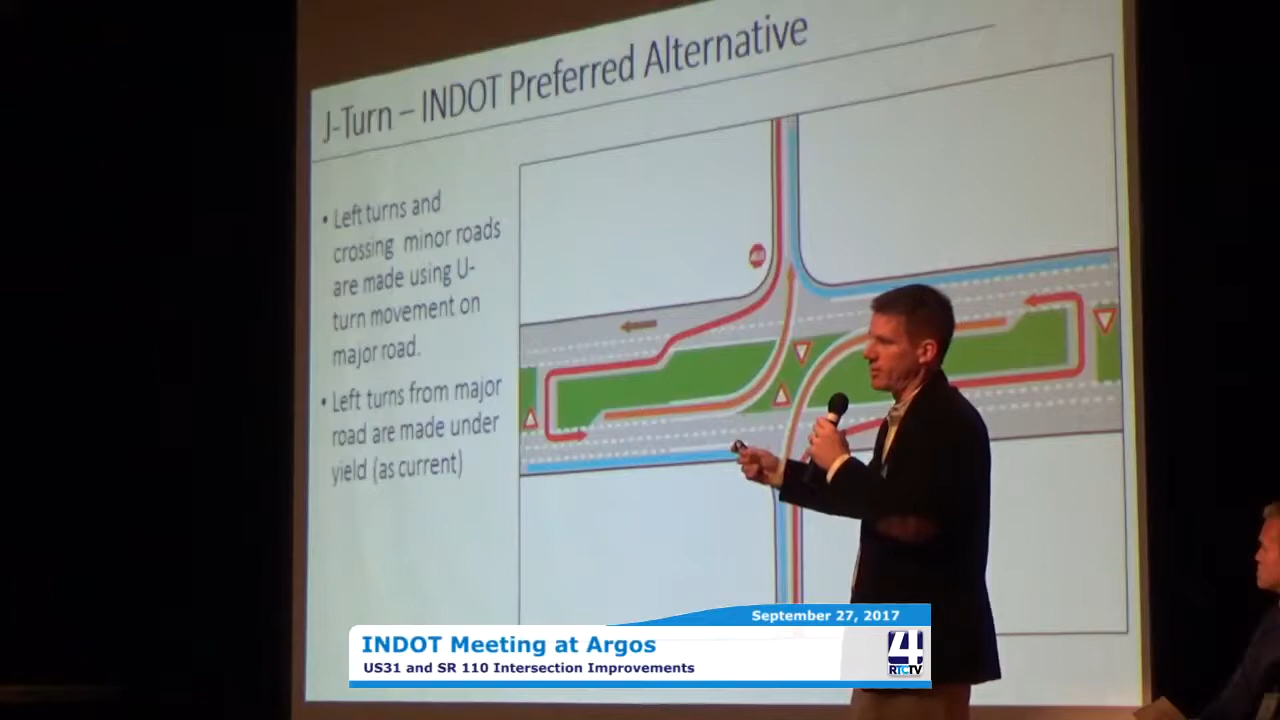 J-Turn – INDOT Preferred Alternative
• Left turns and
crossing minor roads
are made using U-
turn movement on
major road.
• Left turns from major
road are made under
yield (as current)
September 27, 2017
INDOT Meeting at Argos
US31 and SR 110 Intersection Improvements
4
RTCTV